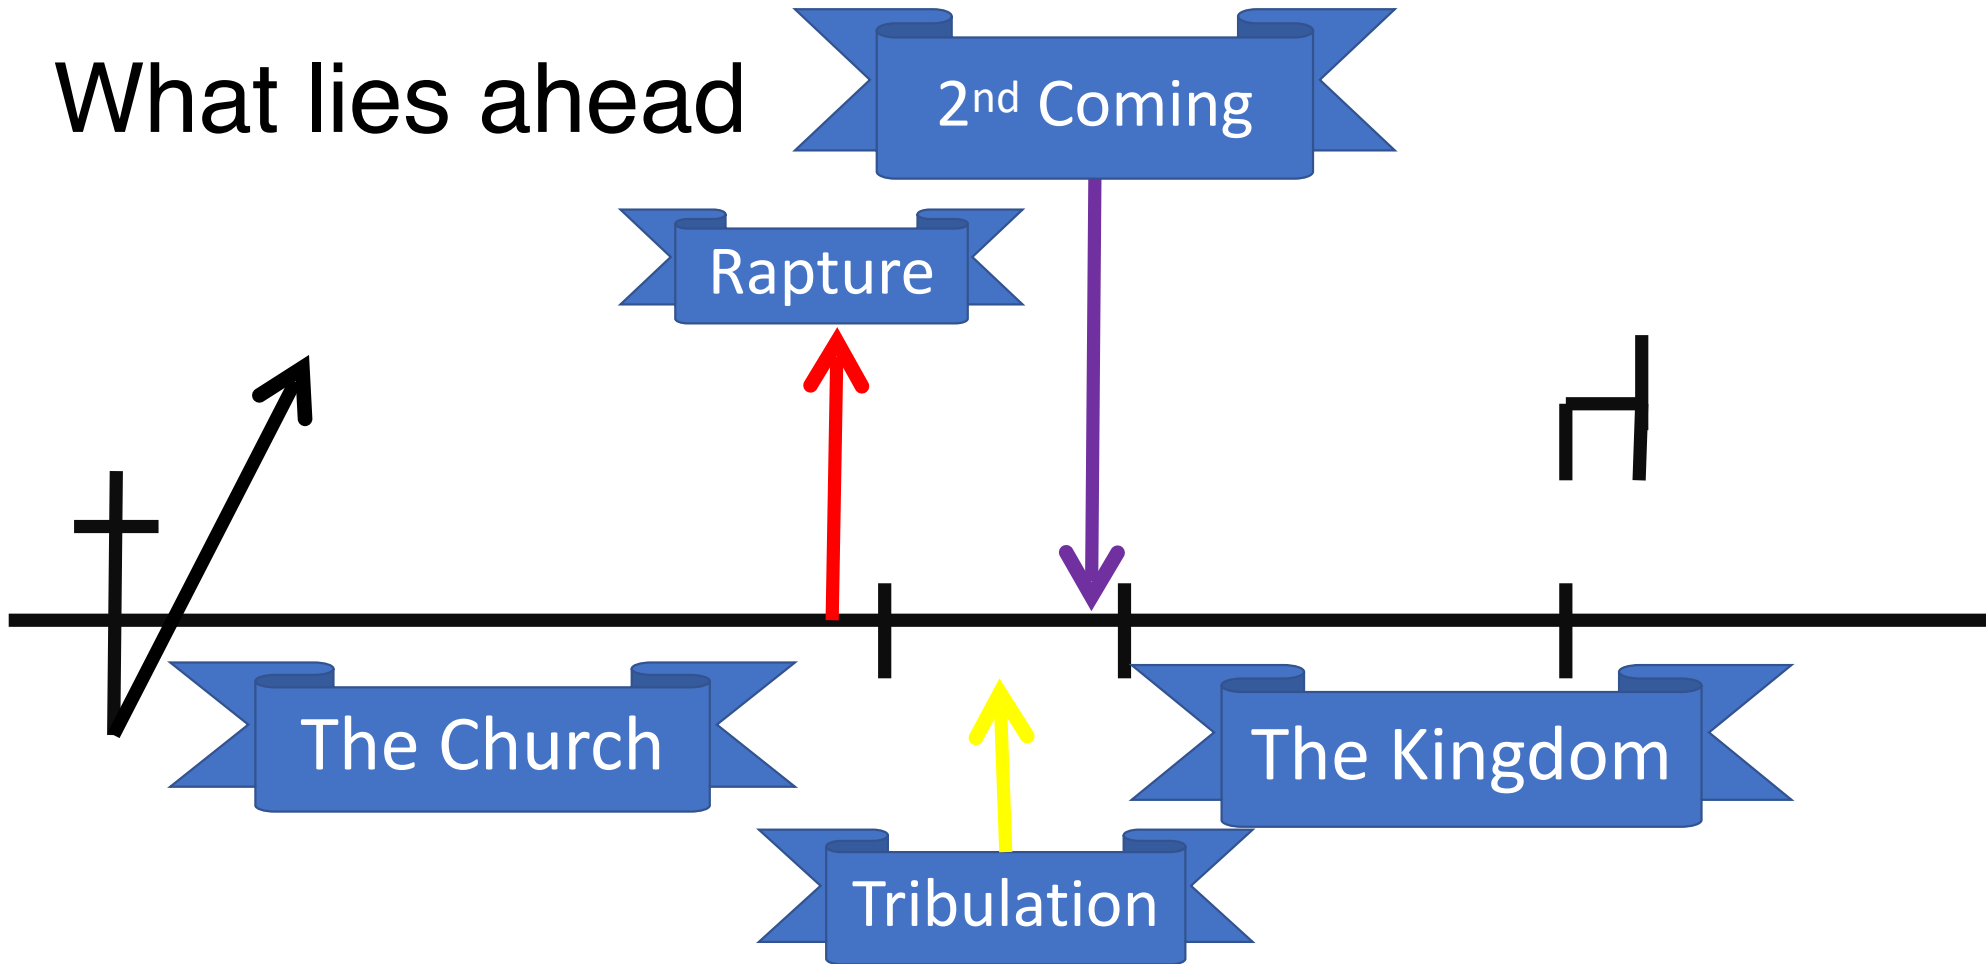 What lies ahead
2nd Coming
Rapture
The Church
The Kingdom
Tribulation